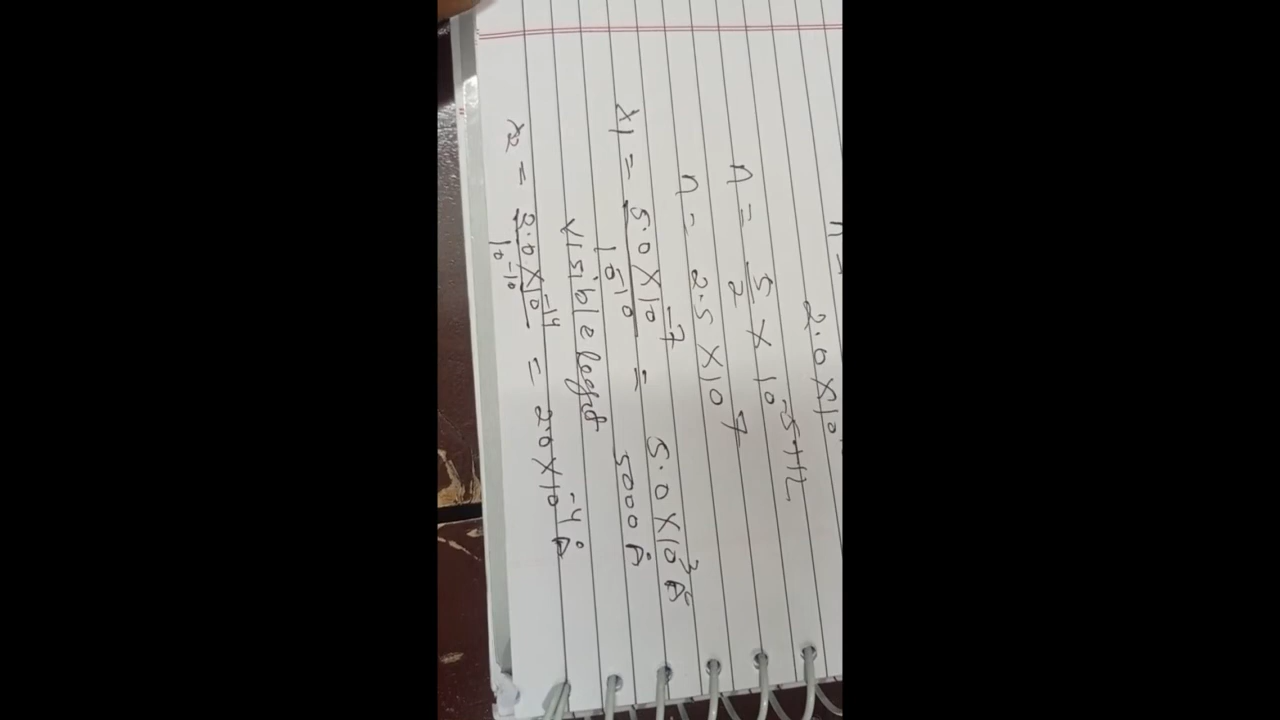 n =
2.0 × 10
n = 5/2 × 10⁻⁵ Hz
n = 2.5 × 10⁷
λ1 = 5.0 × 10⁻⁷ / 10⁻¹⁰ = 5.0 × 10³ Å
5000 Å
visible
λ2 = 2.0 × 10⁻¹⁴ / 10⁻¹⁰ = 2.0 × 10⁻⁴ Å